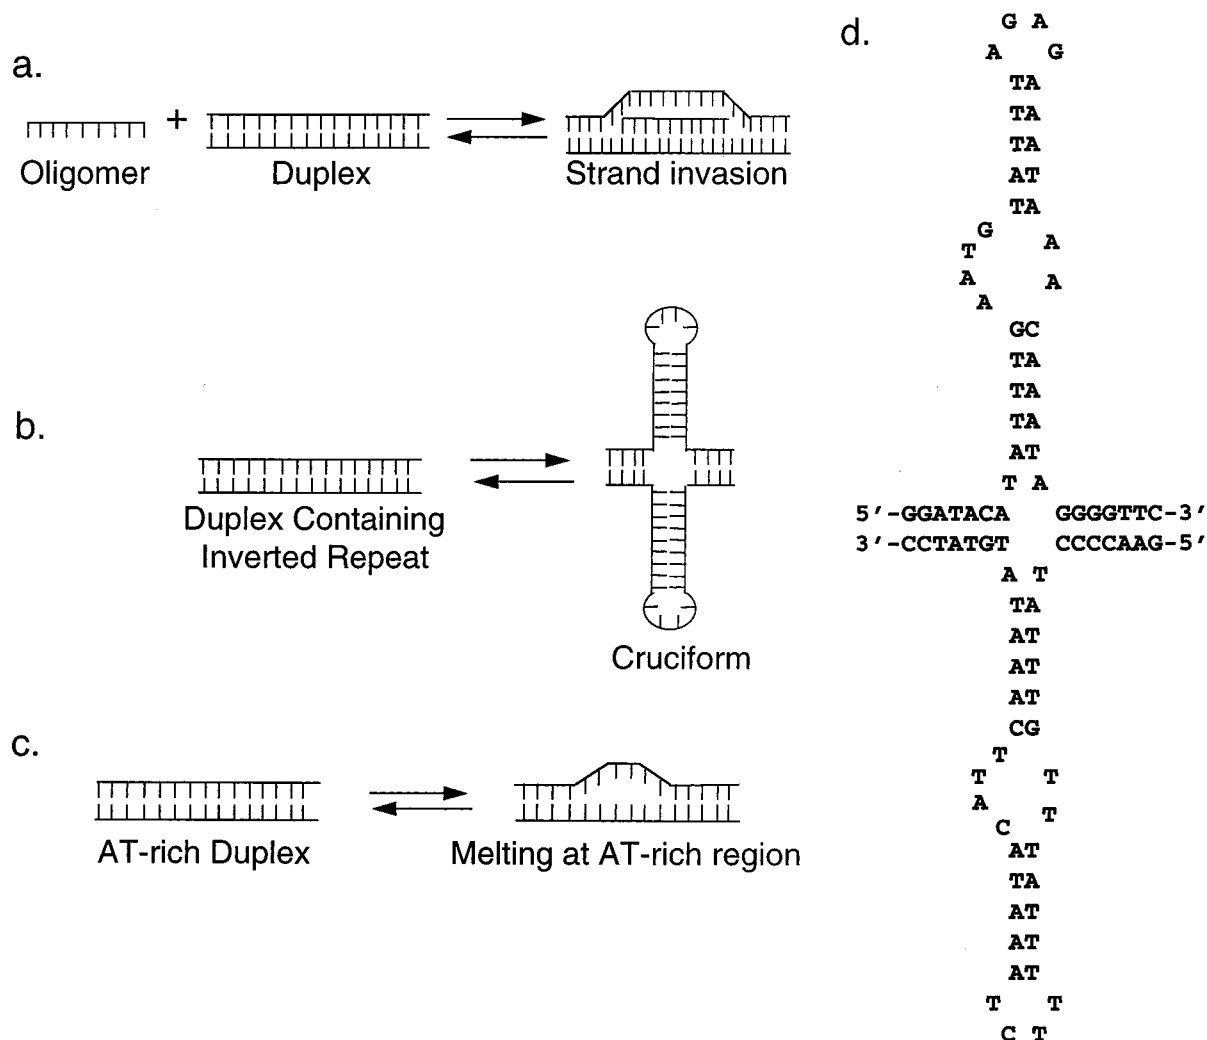 a.
+
Oligomer
Duplex
Strand invasion
b.
Duplex Containing
Inverted Repeat
Cruciform
c.
AT-rich Duplex
Melting at AT-rich region
d.
G A
A G
TA
TA
TA
AT
TA
G
A
T
A
A
A
GC
TA
TA
TA
AT
T A
5'-GGATACA GGGGTTC-3'
3'-CCTATGT CCCCAAG-5'
A T
TA
AT
AT
AT
CG
T
T T
A
T
C
AT
TA
AT
AT
AT
T T
C T